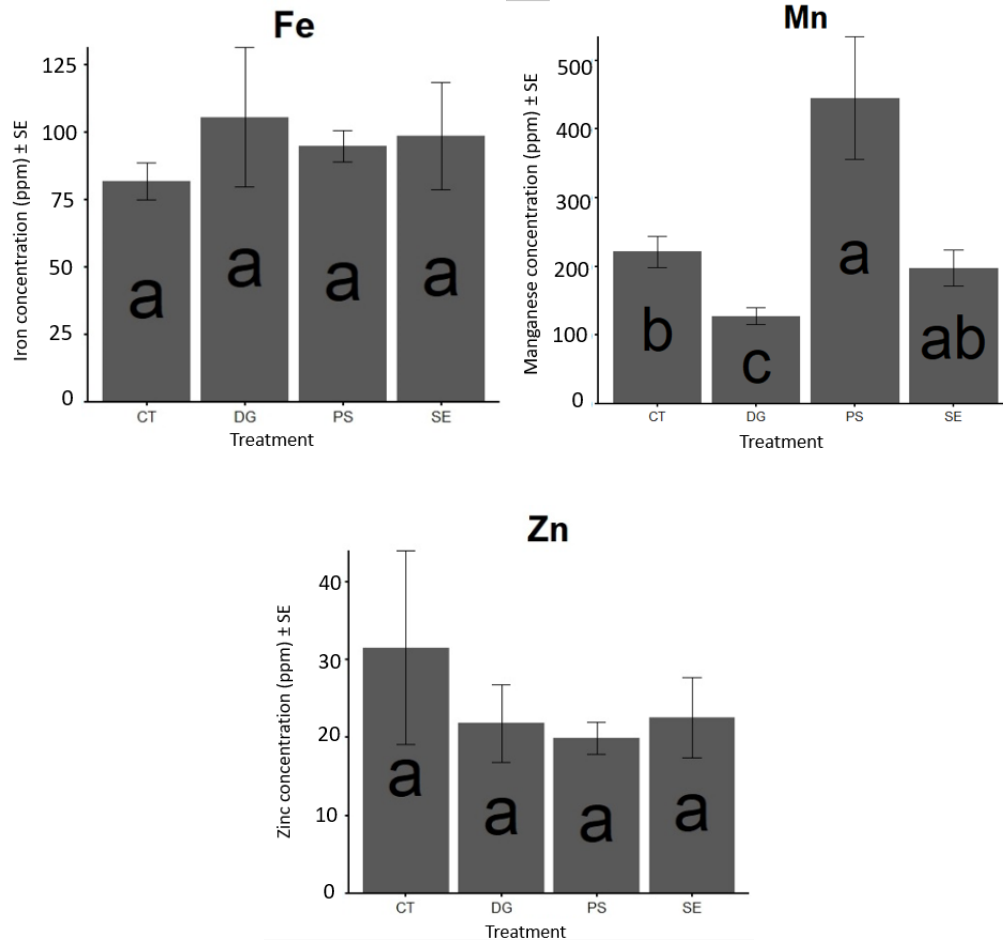 Fe
Iron concentration (ppm) ± SE
125
100
75
50
25
0
a
a
a
a
CT
DG
PS
SE
Treatment
Mn
Manganese concentration (ppm) ± SE
500
400
300
200
100
0
b
c
a
ab
CT
DG
PS
SE
Treatment
Zn
Zinc concentration (ppm) ± SE
40
30
20
10
0
a
a
a
a
CT
DG
PS
SE
Treatment